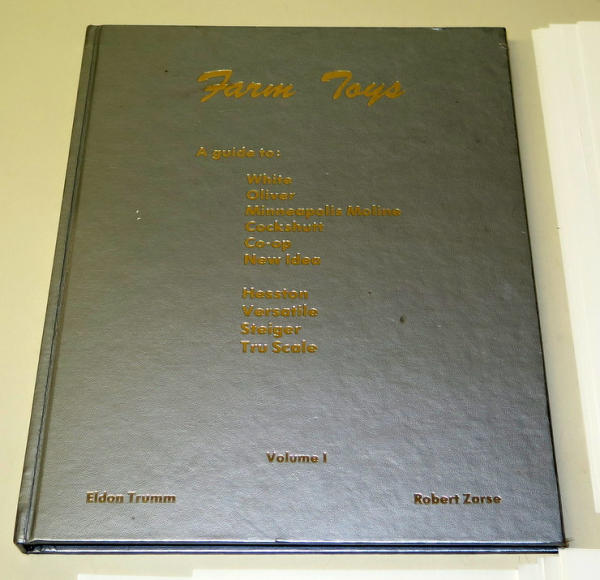 Farm Toys
A guide to:
White
Oliver
Minneapolis Moline
Cockshutt
Co-op
New Idea
Hesston
Versatile
Steiger
Tru Scale
Volume I
Eldon Trumm
Robert Zarse